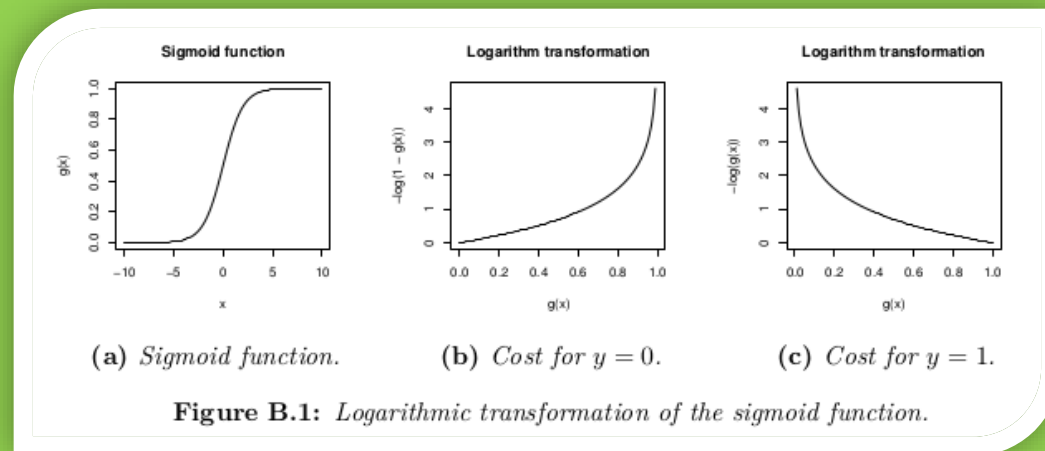 Sigmoid function
g(x)
1.0
0.8
0.6
0.4
0.2
0.0
−10 −5 0 5 10
x
(a) Sigmoid function.
Logarithm transformation
−log(1 − g(x))
4
3
2
1
0
0.0 0.2 0.4 0.6 0.8 1.0
g(x)
(b) Cost for y = 0.
Logarithm transformation
−log(g(x))
4
3
2
1
0
0.0 0.2 0.4 0.6 0.8 1.0
g(x)
(c) Cost for y = 1.
Figure B.1: Logarithmic transformation of the sigmoid function.